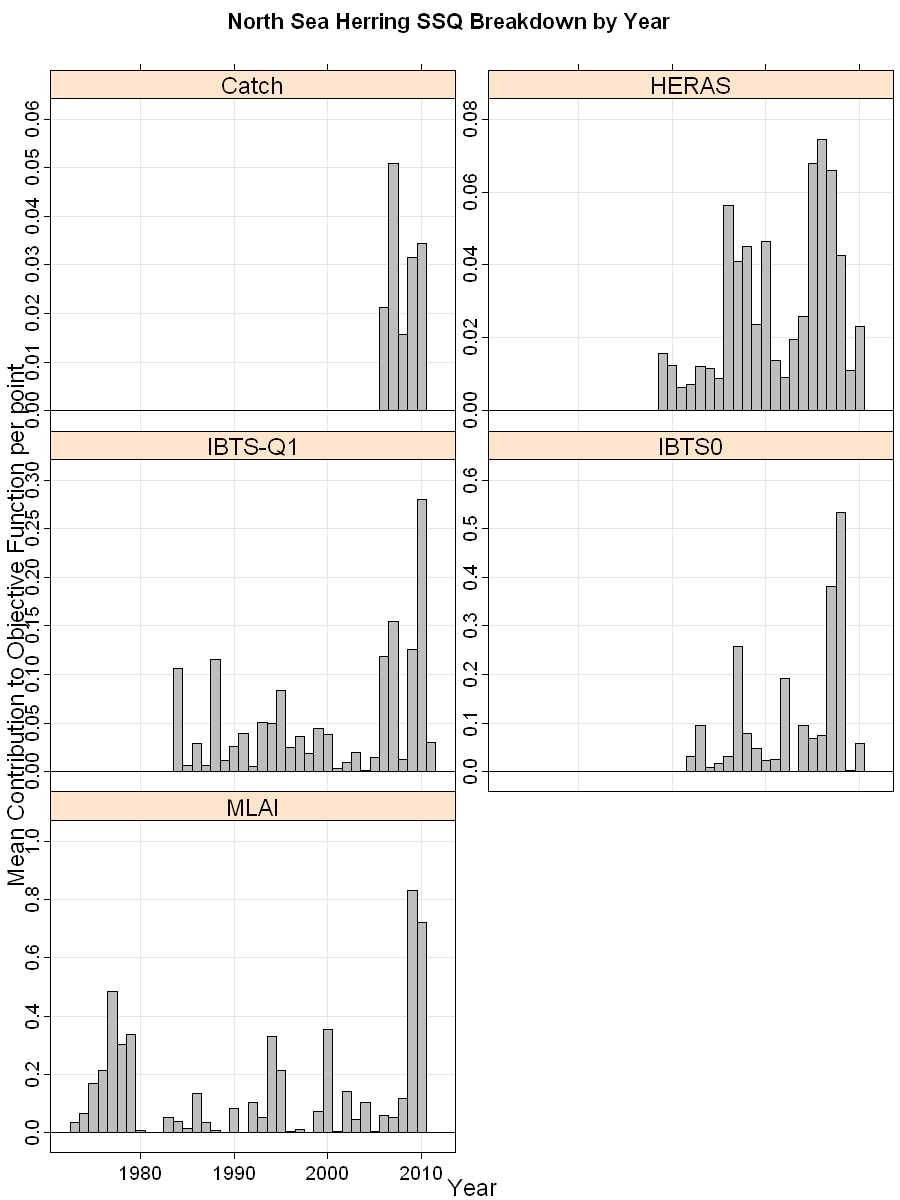 North Sea Herring SSQ Breakdown by Year
Catch
0.00 0.01 0.02 0.03 0.04 0.05 0.06
HERAS
0.00 0.02 0.04 0.06 0.08
IBTS-Q1
0.00 0.05 0.10 0.15 0.20 0.25 0.30
IBTS0
0.0 0.1 0.2 0.3 0.4 0.5 0.6
MLAI
0.0 0.2 0.4 0.6 0.8 1.0
1980 1990 2000 2010
Mean Contribution to Objective Function per point
Year